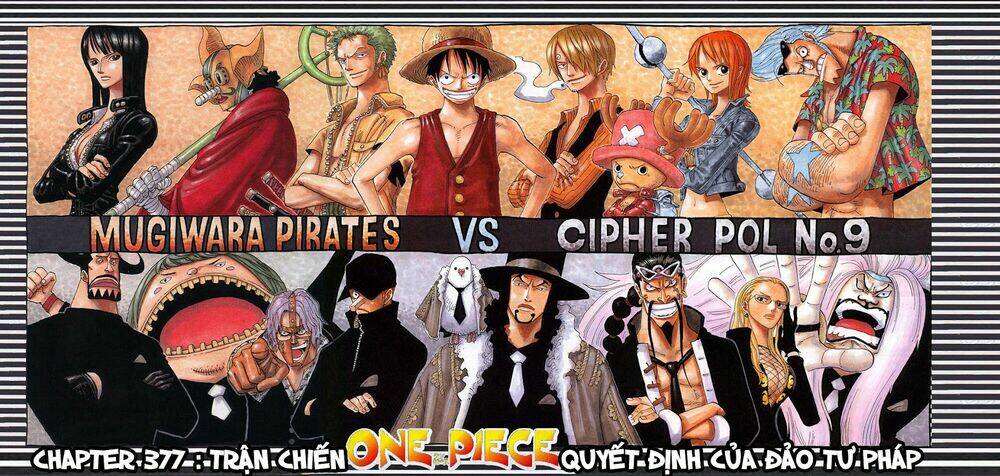 MUGIWARA PIRATES VS CIPHER POL No.9
CHAPTER 377 : TRẬN CHIẾN ONE PIECE QUYẾT ĐỊNH CỦA ĐẢO TƯ PHÁP